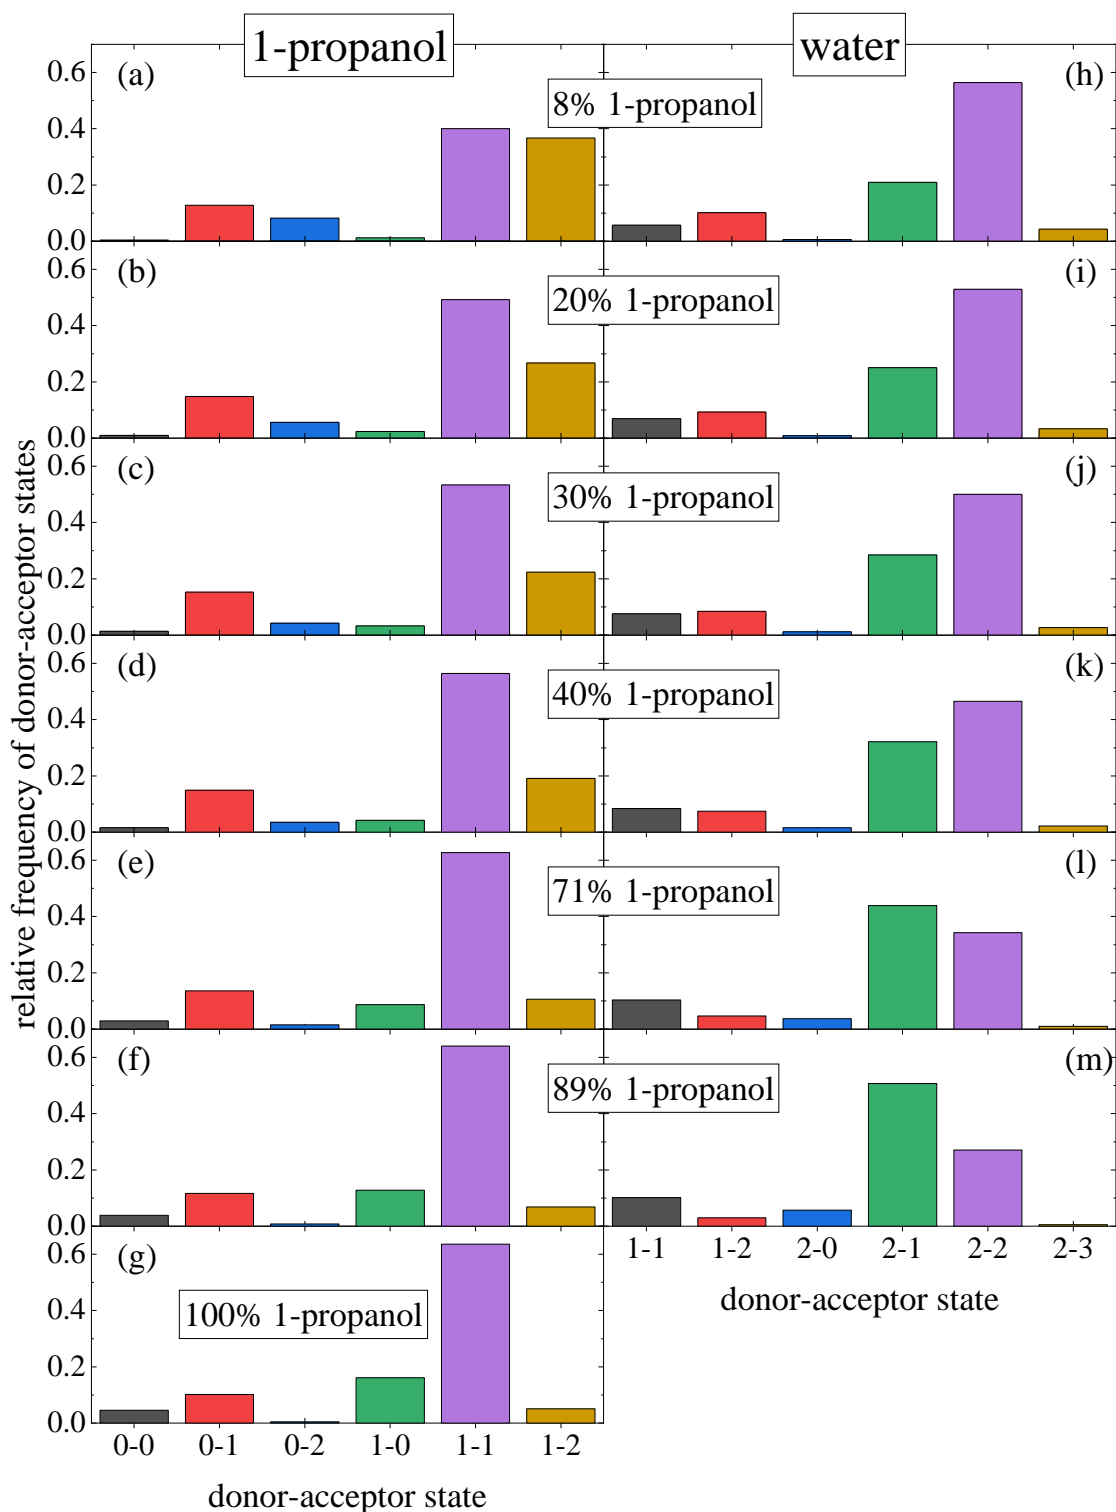 1-propanol
water
(a)
8% 1-propanol
(h)
0.6
0.4
0.2
0.0
(b)
20% 1-propanol
(i)
0.6
0.4
0.2
0.0
(c)
30% 1-propanol
(j)
0.6
0.4
0.2
0.0
(d)
40% 1-propanol
(k)
0.6
0.4
0.2
0.0
(e)
71% 1-propanol
(l)
0.6
0.4
0.2
0.0
(f)
89% 1-propanol
(m)
0.6
0.4
0.2
0.0
(g)
100% 1-propanol
0.6
0.4
0.2
0.0
relative frequency of donor-acceptor states
1-1 1-2 2-0 2-1 2-2 2-3
donor-acceptor state
0-0 0-1 0-2 1-0 1-1 1-2
donor-acceptor state